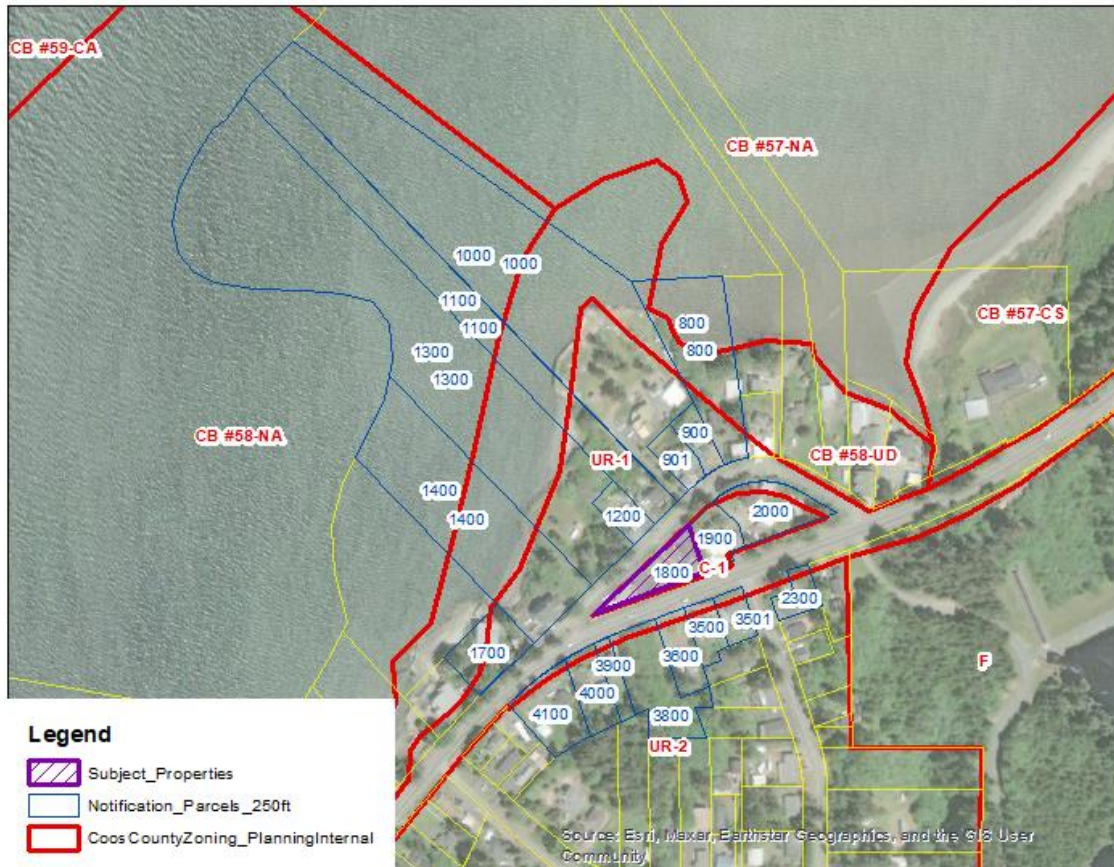 CB #59-CA
CB #57-NA
1000
1000
1100
CB #57-CS
1100
800
1300
800
1300
CB #58-NA
900
UR-1
901
CB #58-UD
1400
1200
2000
1400
1900
1800
C-1
2300
3501
3500
1700
3900
3600
F
4000
4100
3800
UR-2
Legend
Subject_Properties
Notification_Parcels_250ft
CoosCountyZoning_PlanningInternal
Source: Esri, Maxar, Earthstar Geographics, and the GIS User
Community